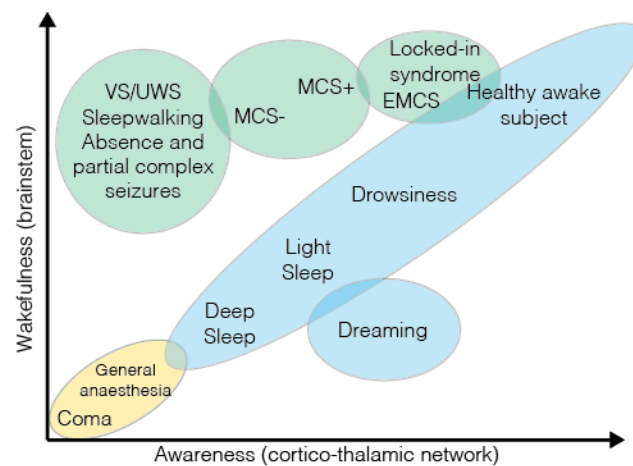 Wakefulness (brainstem)
VS/UWS
Sleepwalking
Absence and
partial complex
seizures
MCS-
MCS+
Locked-in
syndrome
EMCS
Healthy awake
subject
Drowsiness
Light
Sleep
Deep
Sleep
Dreaming
General
anaesthesia
Coma
Awareness (cortico-thalamic network)